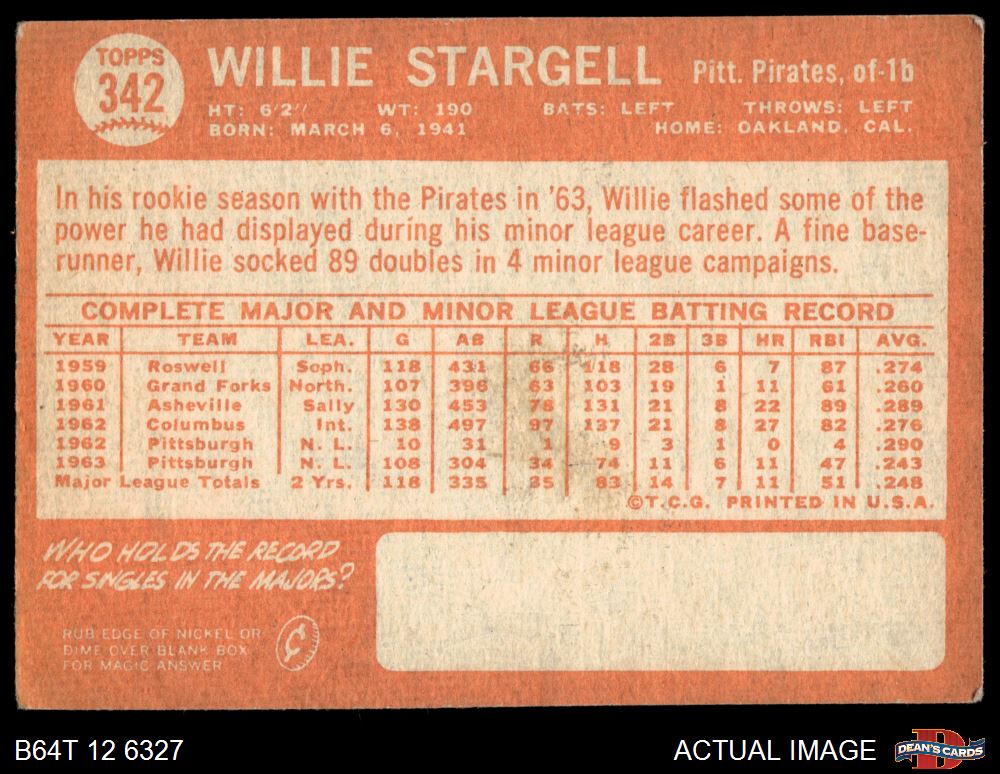 TOPPS
342
WILLIE STARGELL Pitt. Pirates, of-1b
HT: 6'2" WT: 190 BATS: LEFT THROWS: LEFT
BORN: MARCH 6, 1941 HOME: OAKLAND, CAL.
In his rookie season with the Pirates in '63, Willie flashed some of the
power he had displayed during his minor league career. A fine base-
runner, Willie socked 89 doubles in 4 minor league campaigns.
COMPLETE MAJOR AND MINOR LEAGUE BATTING RECORD
YEAR TEAM LEA. G AB R H 2B 3B HR RBI AVG.
1959 Roswell Soph. 118 431 66 118 28 6 7 87 .274
1960 Grand Forks North. 107 396 63 103 19 1 11 61 .260
1961 Asheville Sally 130 453 78 131 21 8 22 89 .289
1962 Columbus Int. 138 497 97 137 21 8 27 82 .276
1962 Pittsburgh N. L. 10 31 1 9 3 1 0 4 .290
1963 Pittsburgh N. L. 108 304 34 74 11 6 11 47 .243
Major League Totals 2 Yrs. 118 335 35 83 14 7 11 51 .248
©T.C.G. PRINTED IN U.S.A.
WHO HOLDS THE RECORD
FOR SINGLES IN THE MAJORS?
RUB EDGE OF NICKEL OR
DIME OVER BLANK BOX
FOR MAGIC ANSWER
B64T 12 6327 ACTUAL IMAGE DEAN'S CARDS